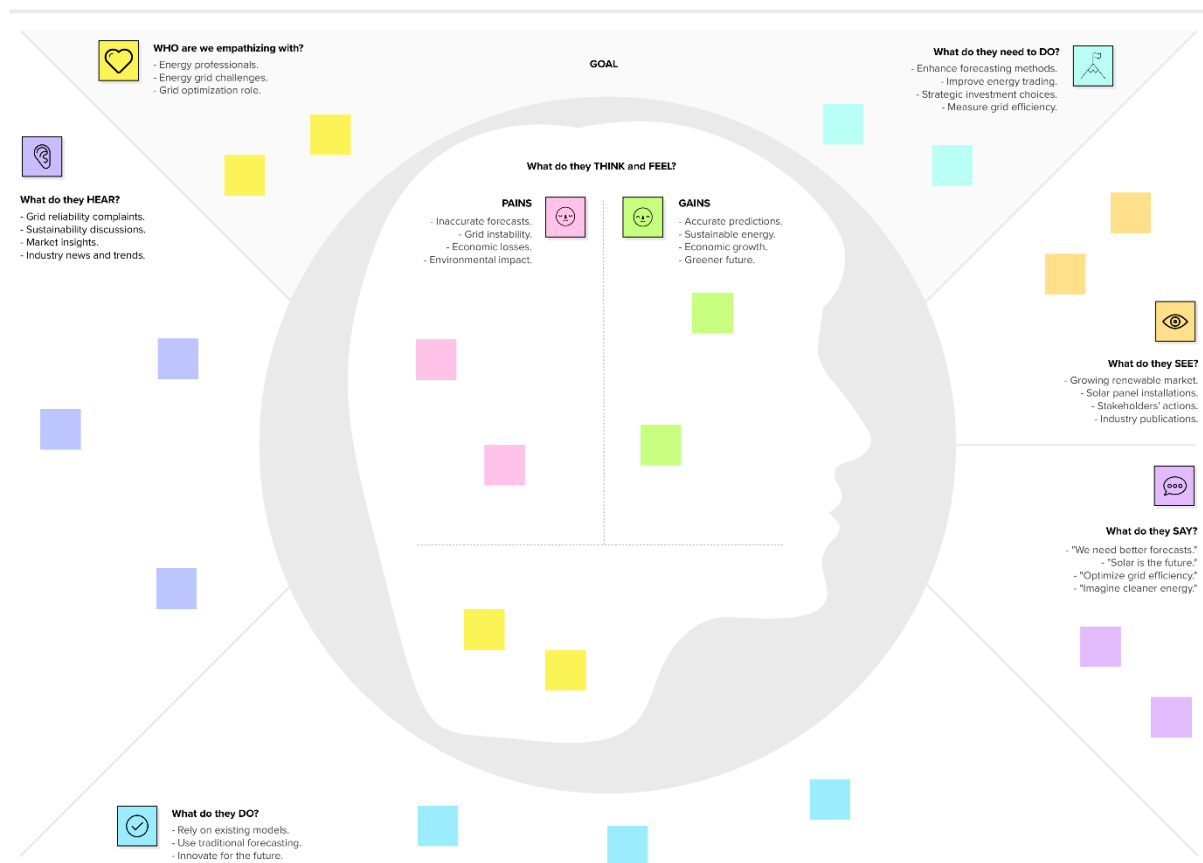 WHO are we empathizing with?
- Energy professionals.
- Energy grid challenges.
- Grid optimization role.
GOAL
What do they need to DO?
- Enhance forecasting methods.
- Improve energy trading.
- Strategic investment choices.
- Measure grid efficiency.
What do they HEAR?
- Grid reliability complaints.
- Sustainability discussions.
- Market insights.
- Industry news and trends.
What do they THINK and FEEL?
PAINS
- Inaccurate forecasts.
- Grid instability.
- Economic losses.
- Environmental impact.
GAINS
- Accurate predictions.
- Sustainable energy.
- Economic growth.
- Greener future.
What do they SEE?
- Growing renewable market.
- Solar panel installations.
- Stakeholders' actions.
- Industry publications.
What do they SAY?
- "We need better forecasts."
- "Solar is the future."
- "Optimize grid efficiency."
- "Imagine cleaner energy."
What do they DO?
- Rely on existing models.
- Use traditional forecasting.
- Innovate for the future.